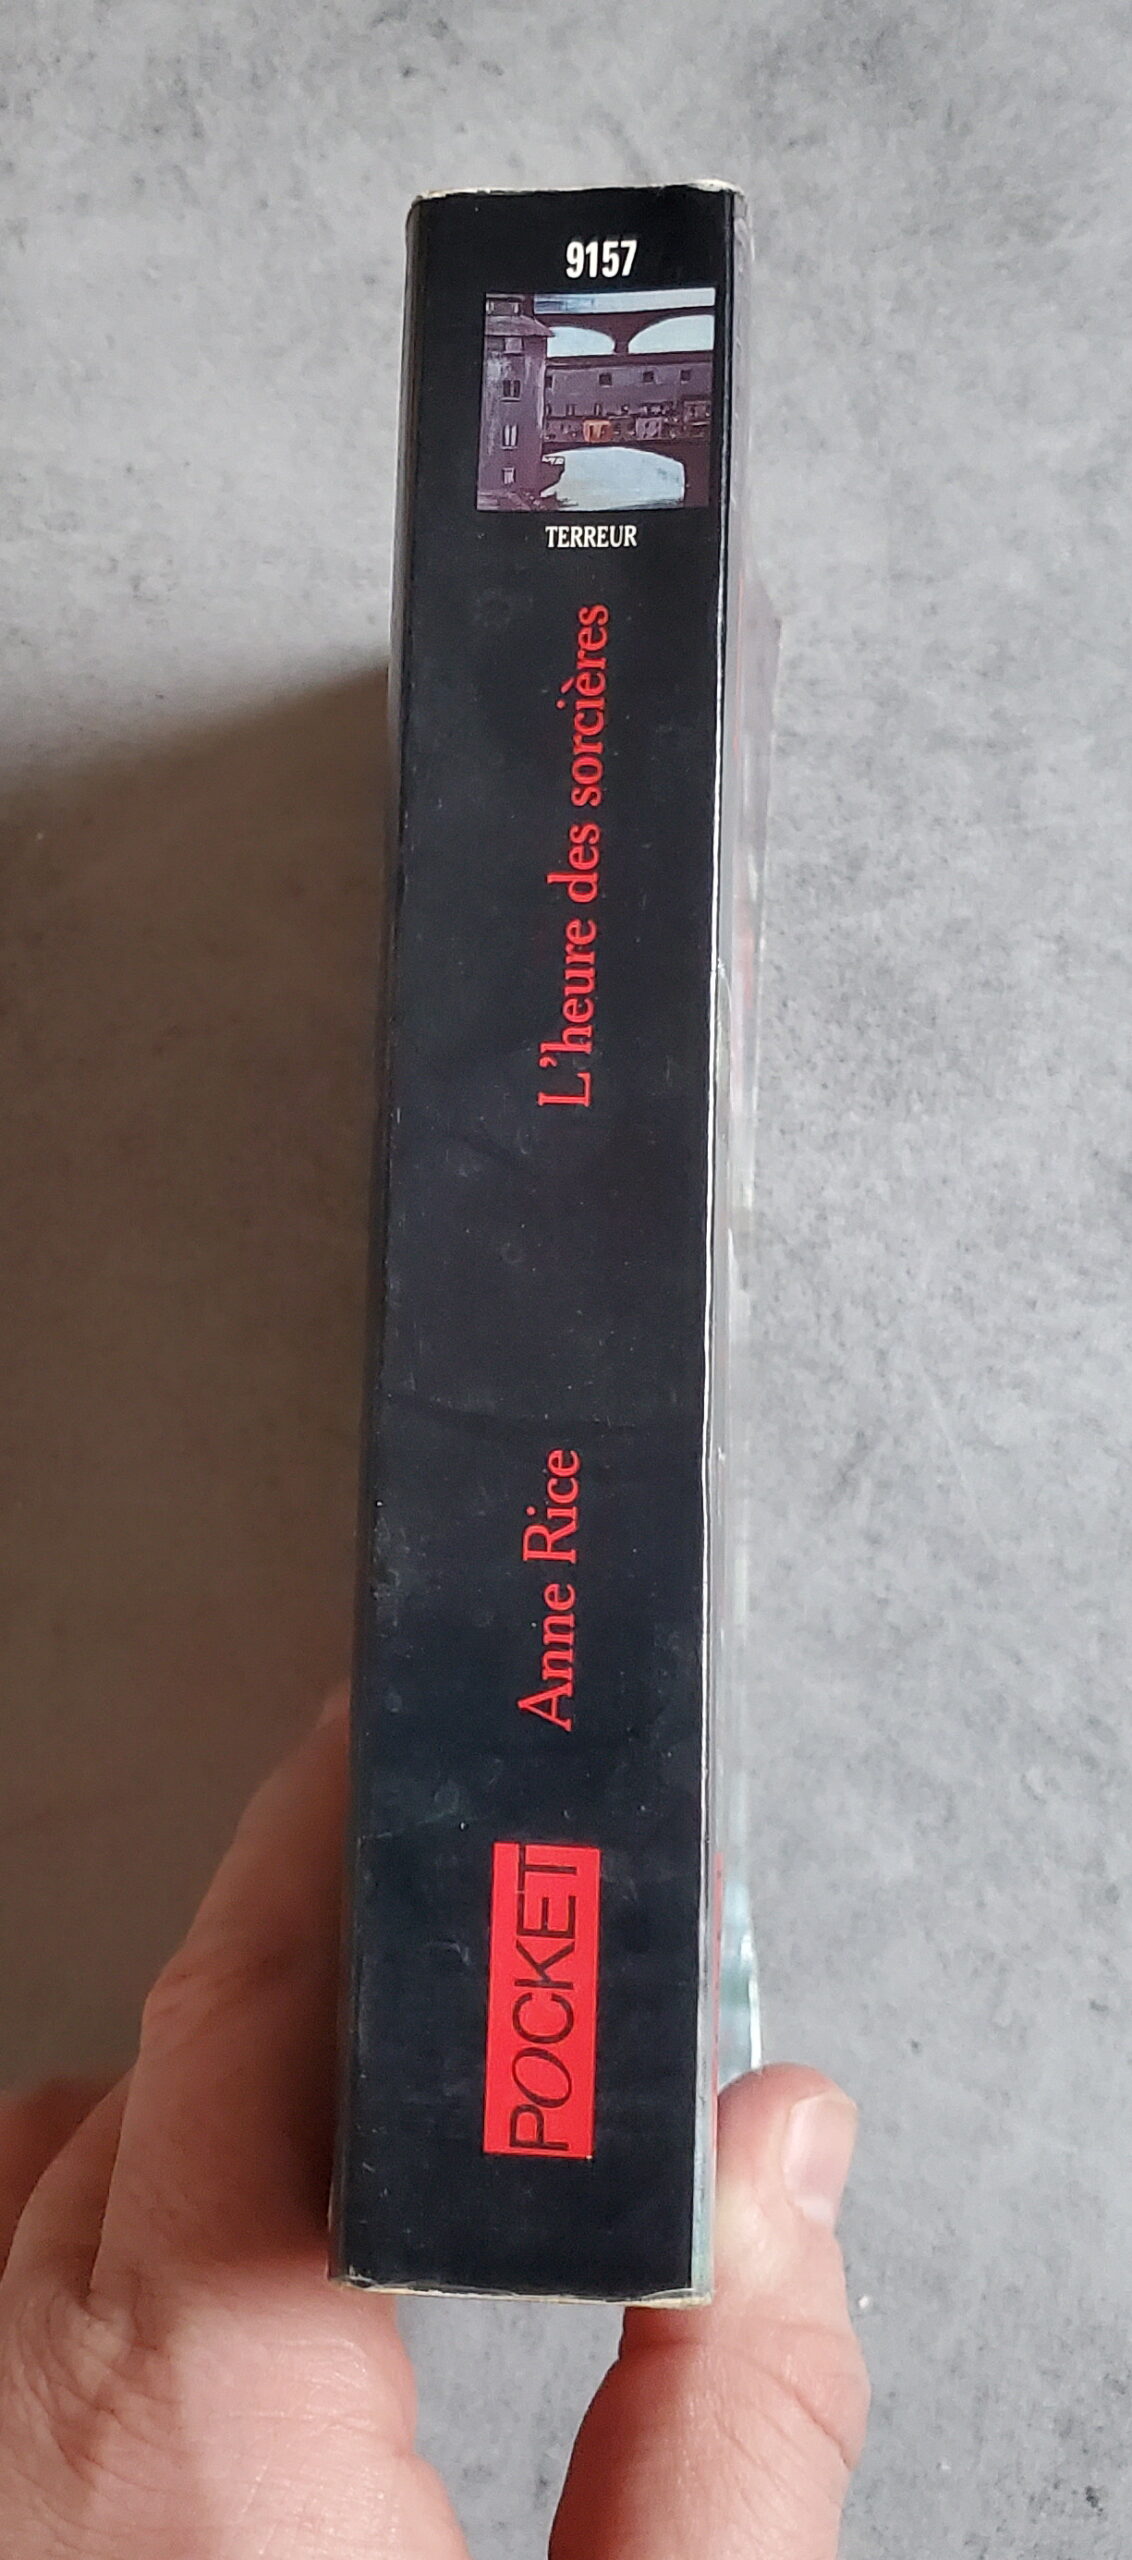 9157
TERREUR
L'heure des sorcières
Anne Rice
POCKET